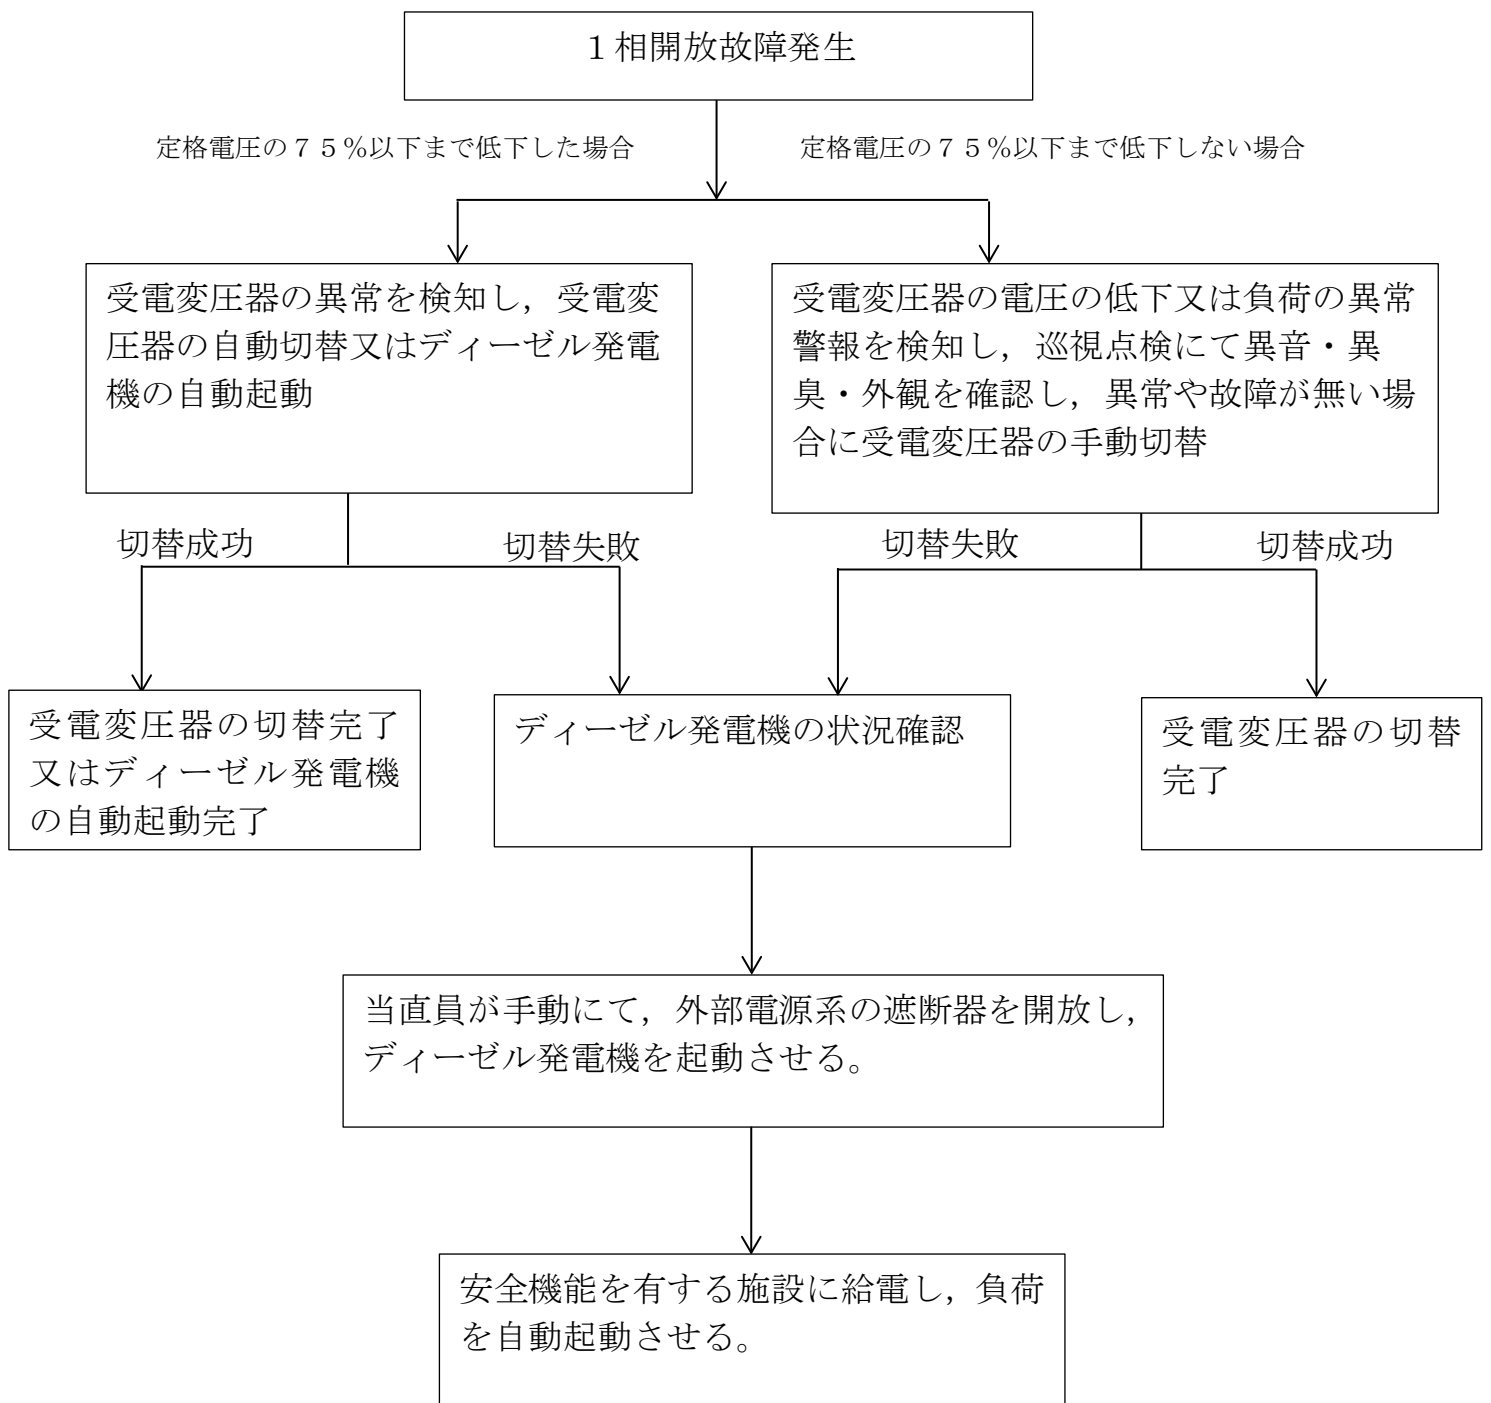 １相開放故障発生
定格電圧の７５％以下まで低下した場合
定格電圧の７５％以下まで低下しない場合
受電変圧器の異常を検知し，受電変
圧器の自動切替又はディーゼル発電
機の自動起動
受電変圧器の電圧の低下又は負荷の異常
警報を検知し，巡視点検にて異音・異
臭・外観を確認し，異常や故障が無い場
合に受電変圧器の手動切替
切替成功
切替失敗
切替失敗
切替成功
受電変圧器の切替完了
又はディーゼル発電機
の自動起動完了
ディーゼル発電機の状況確認
受電変圧器の切替
完了
当直員が手動にて，外部電源系の遮断器を開放し，
ディーゼル発電機を起動させる。
安全機能を有する施設に給電し，負荷
を自動起動させる。